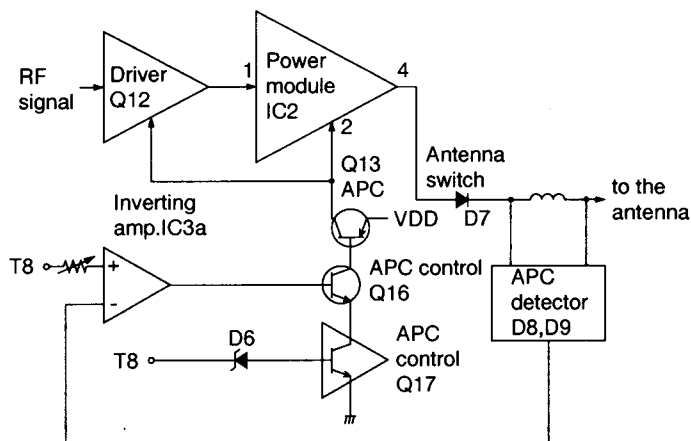 RF
signal
Driver
Q12
1
Power
module
IC2
4
2
Q13
APC
Antenna
switch
D7
to the
antenna
VDD
Inverting
amp.IC3a
T8
+
-
APC control
Q16
APC
detector
D8,D9
T8
D6
APC
control
Q17